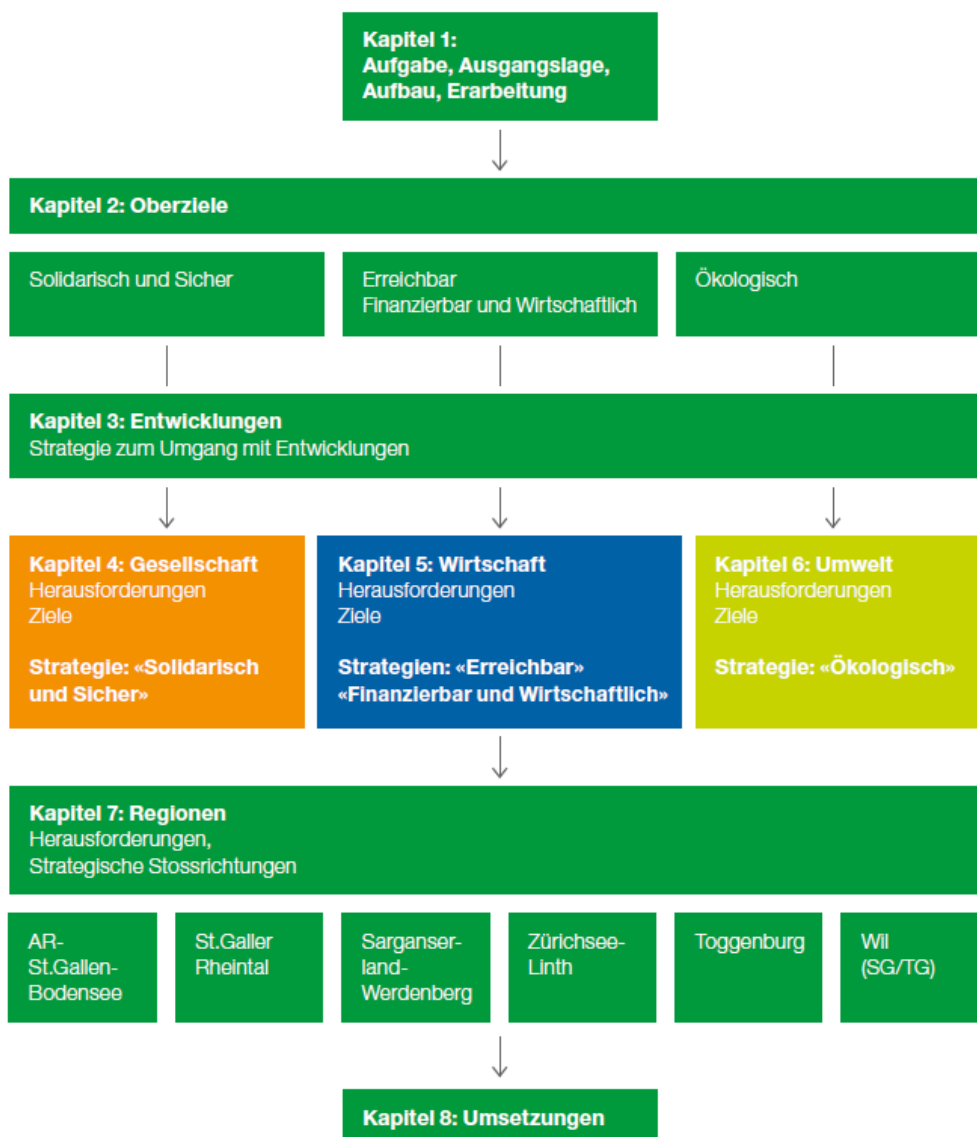 Kapitel 1:
Aufgabe, Ausgangslage,
Aufbau, Erarbeitung
Kapitel 2: Oberziele
Solidarisch und Sicher
Erreichbar
Finanzierbar und Wirtschaftlich
Ökologisch
Kapitel 3: Entwicklungen
Strategie zum Umgang mit Entwicklungen
Kapitel 4: Gesellschaft
Herausforderungen
Ziele
Strategie: «Solidarisch
und Sicher»
Kapitel 5: Wirtschaft
Herausforderungen
Ziele
Strategien: «Erreichbar»
«Finanzierbar und Wirtschaftlich»
Kapitel 6: Umwelt
Herausforderungen
Ziele
Strategie: «Ökologisch»
Kapitel 7: Regionen
Herausforderungen,
Strategische Stossrichtungen
AR-
St.Gallen-
Bodensee
St.Galler
Rheintal
Sarganser-
land-
Werdenberg
Zürichsee-
Linth
Toggenburg
Wil
(SG/TG)
Kapitel 8: Umsetzungen